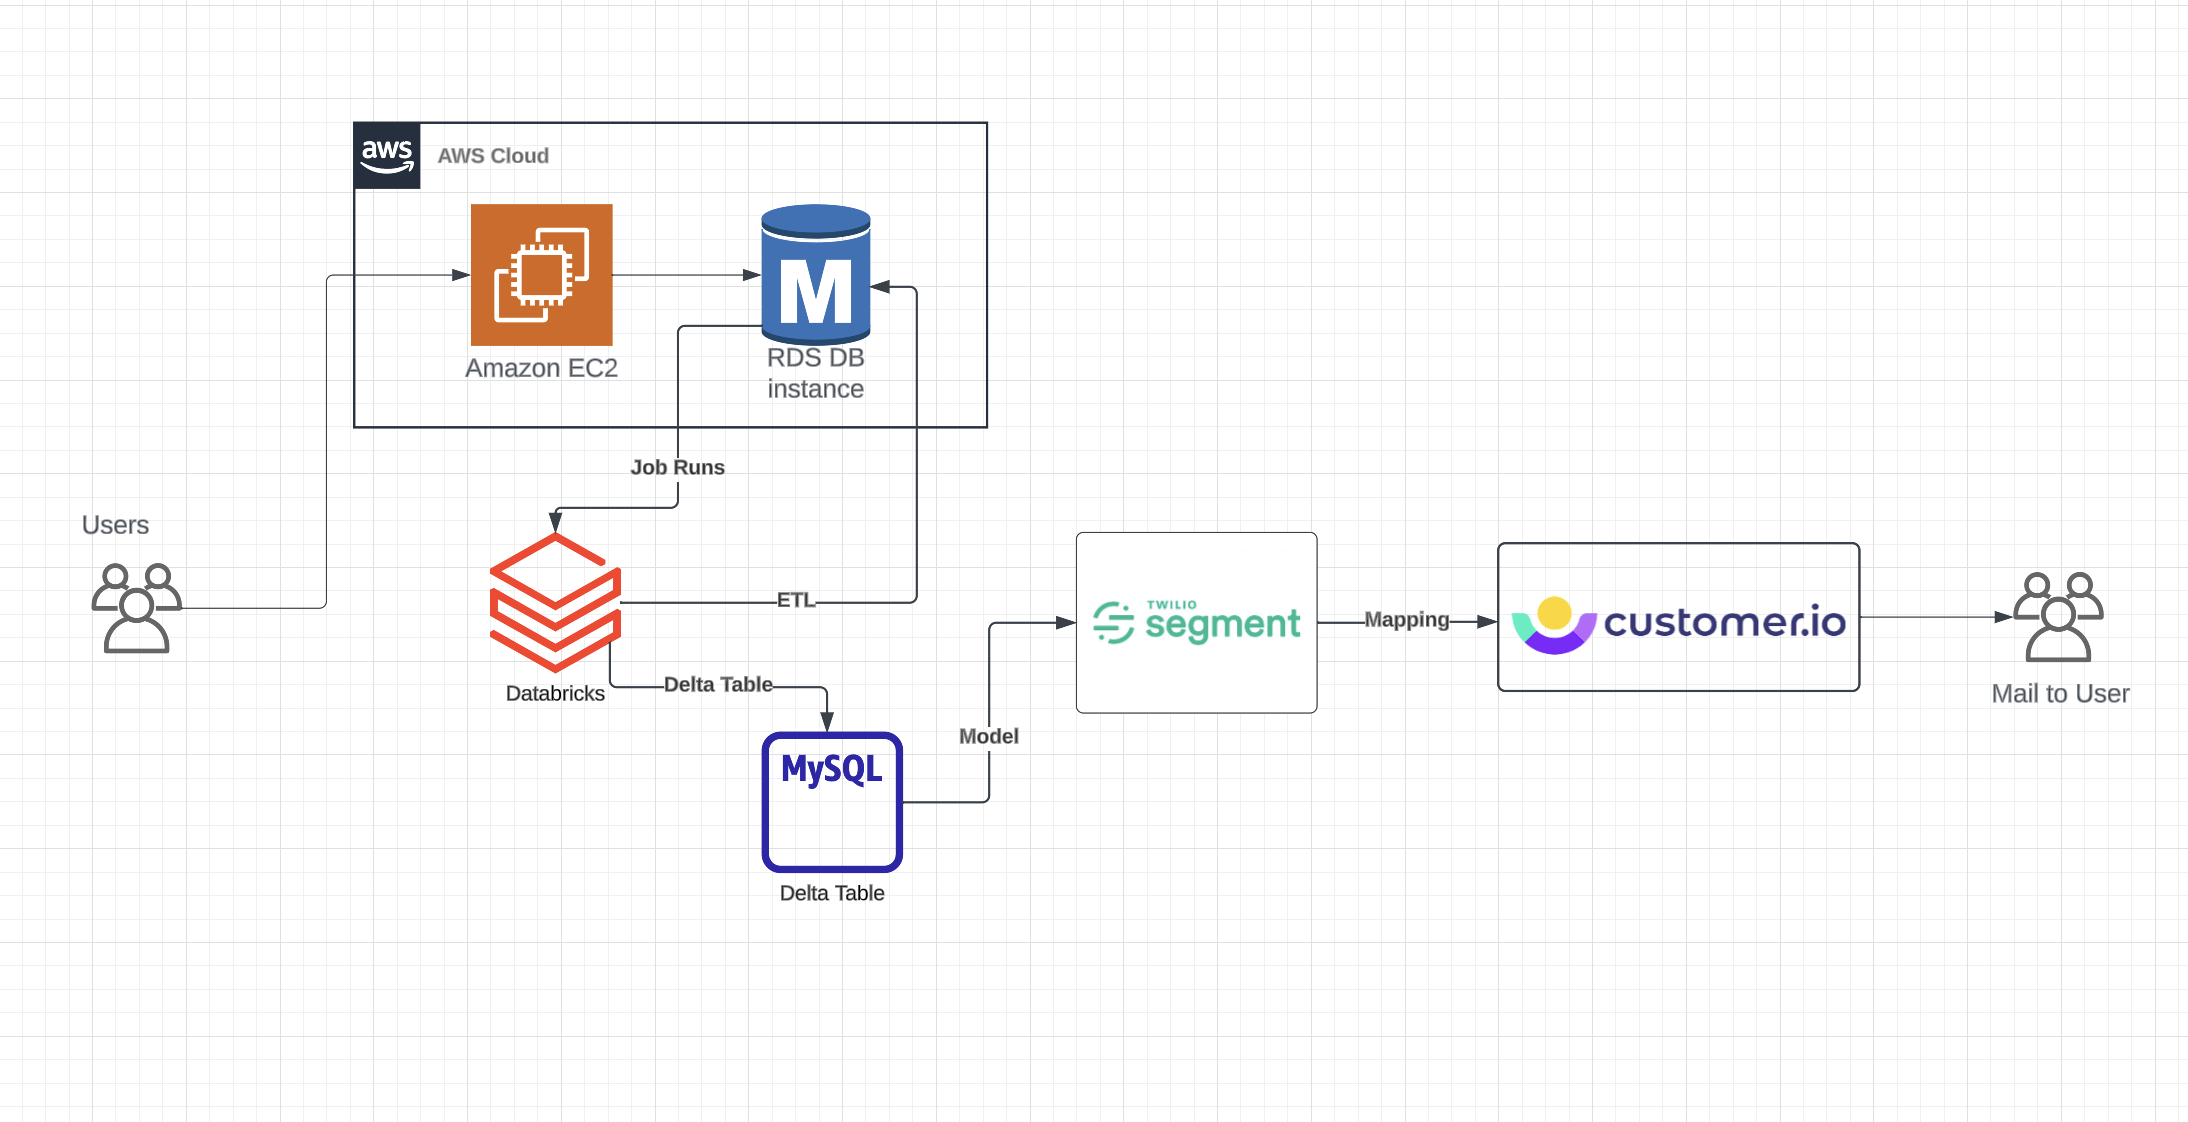 aws
AWS Cloud
M
Amazon EC2
RDS DB
instance
Job Runs
Users
ETL
Databricks
Delta Table
MySQL
Delta Table
Model
TWILIO
segment
Mapping
customer.io
Mail to User